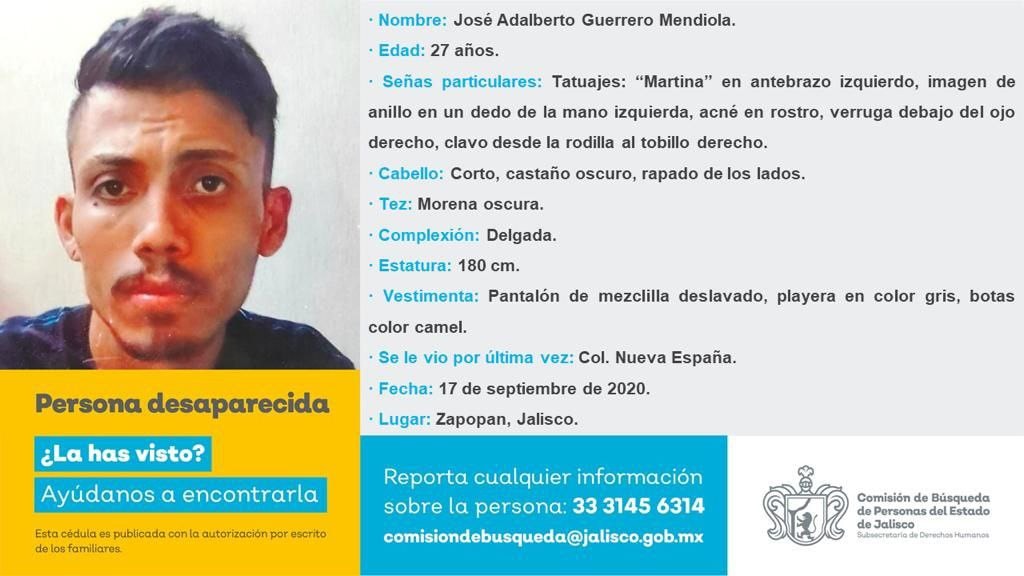 · Nombre: José Adalberto Guerrero Mendiola.
· Edad: 27 años.
· Señas particulares: Tatuajes: “Martina” en antebrazo izquierdo, imagen de
anillo en un dedo de la mano izquierda, acné en rostro, verruga debajo del ojo
derecho, clavo desde la rodilla al tobillo derecho.
· Cabello: Corto, castaño oscuro, rapado de los lados.
· Tez: Morena oscura.
· Complexión: Delgada.
· Estatura: 180 cm.
· Vestimenta: Pantalón de mezclilla deslavado, playera en color gris, botas
color camel.
· Se le vio por última vez: Col. Nueva España.
· Fecha: 17 de septiembre de 2020.
· Lugar: Zapopan, Jalisco.
Persona desaparecida
¿La has visto?
Ayúdanos a encontrarla
Esta cédula es publicada con la autorización por escrito
de los familiares.
Reporta cualquier información
sobre la persona: 33 3145 6314
comisiondebusqueda@jalisco.gob.mx
Comisión de Búsqueda
de Personas del Estado
de Jalisco
Subsecretaría de Derechos Humanos